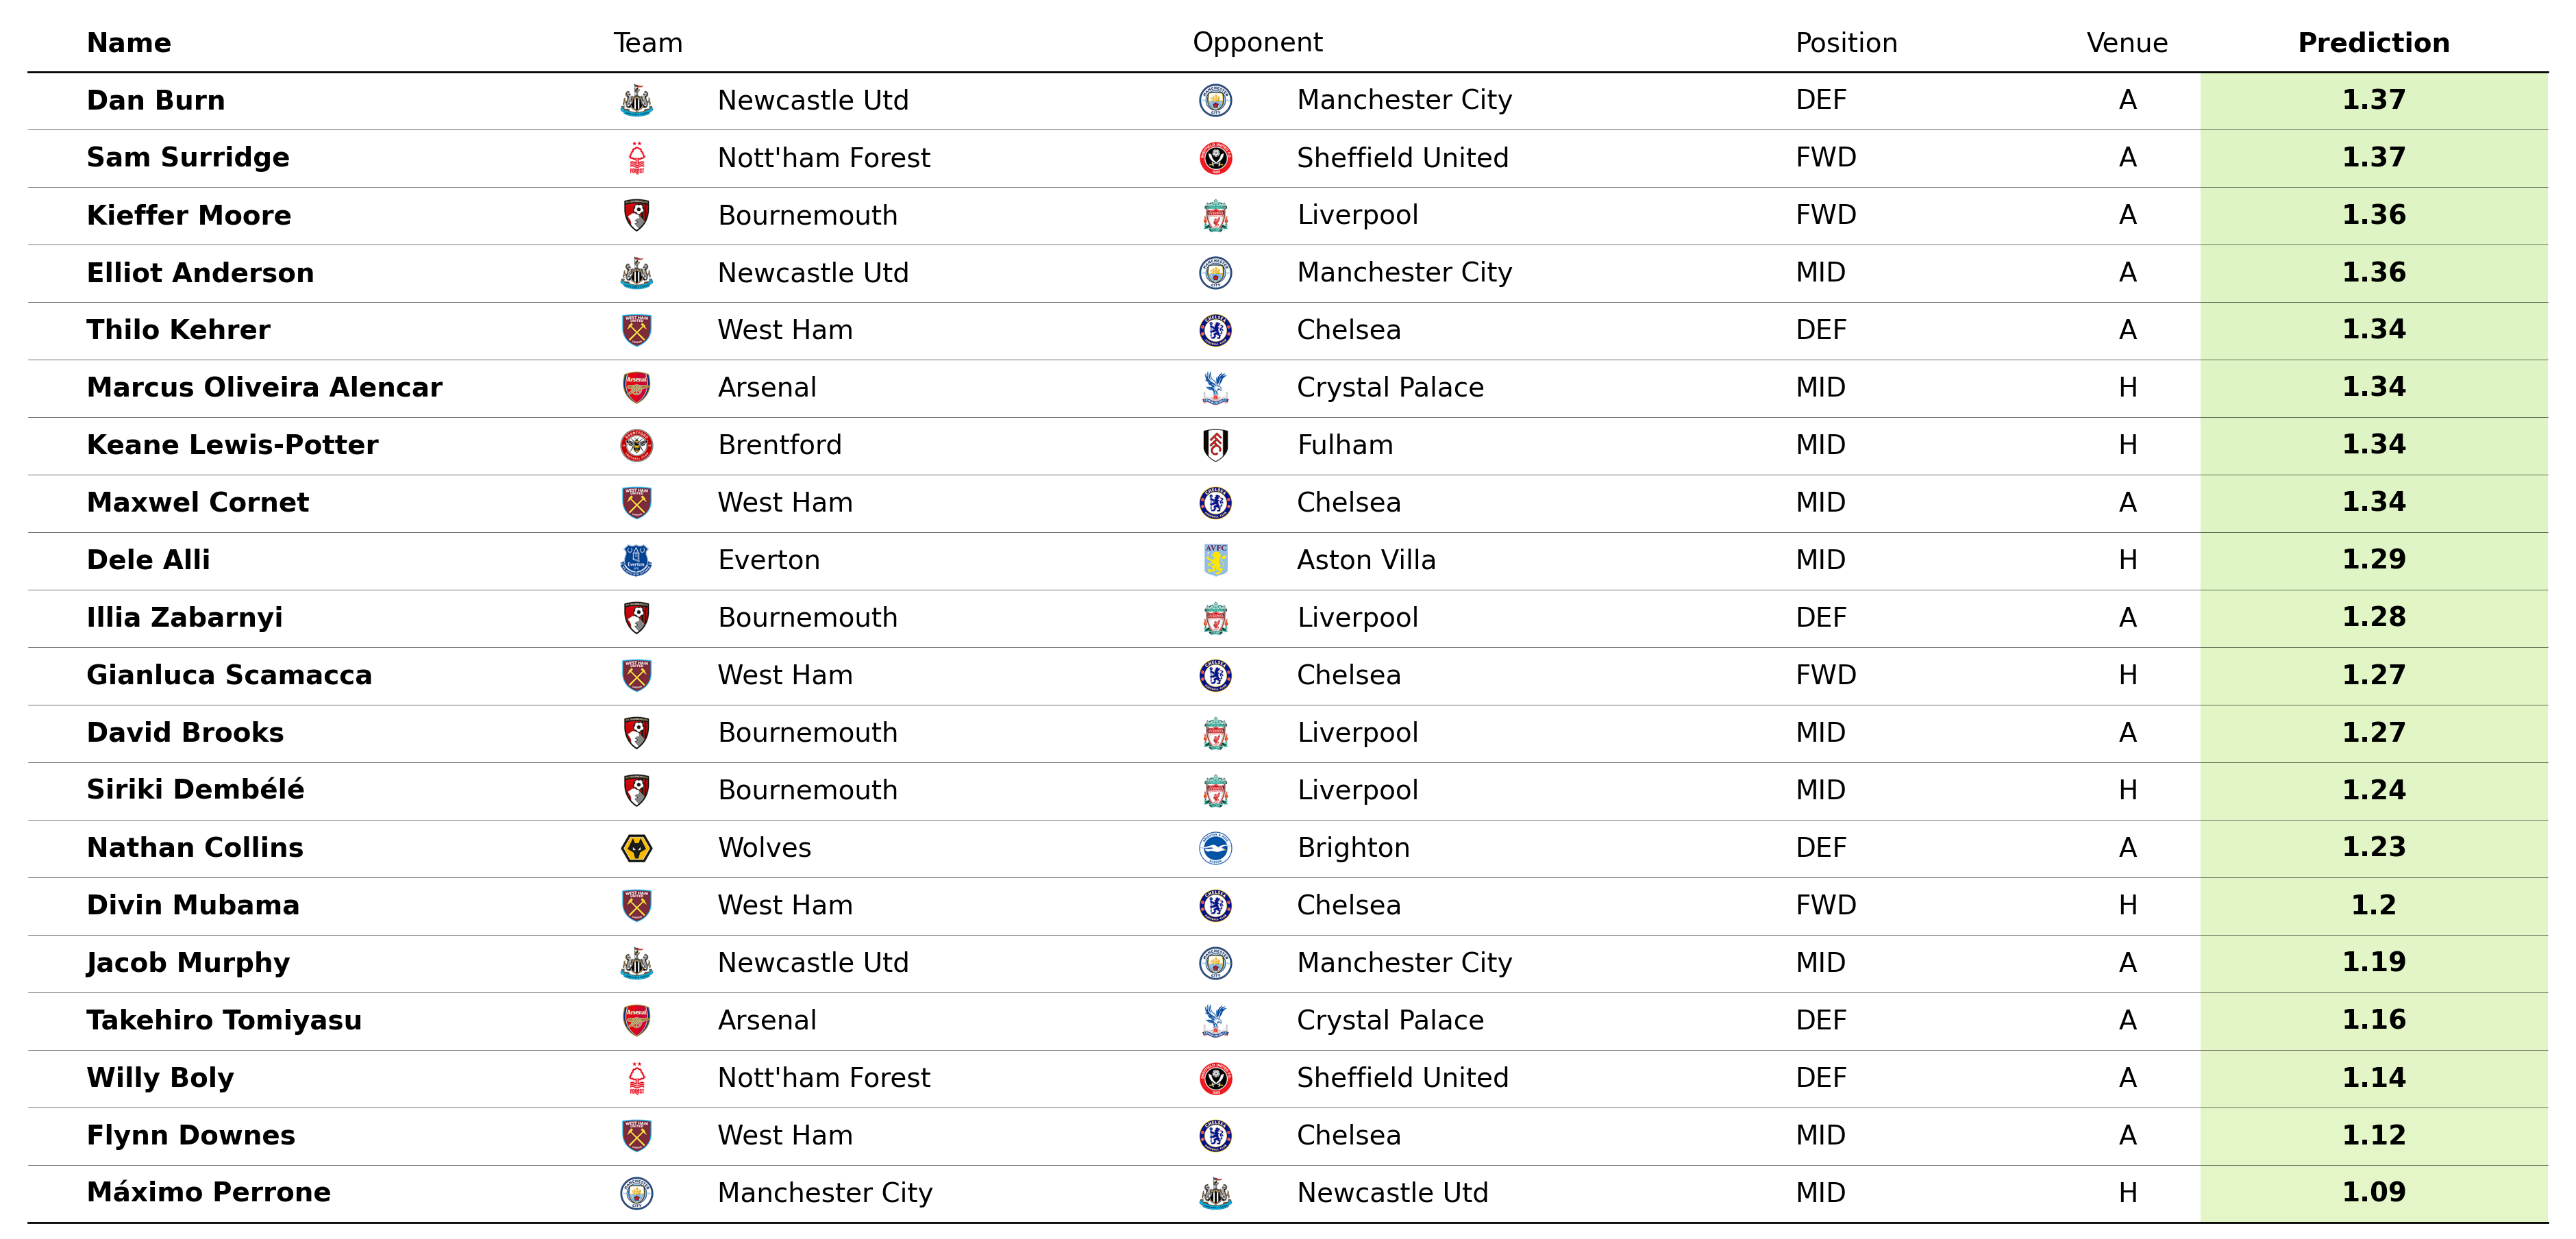 Name Team Opponent Position Venue Prediction
Dan Burn Newcastle Utd Manchester City DEF A 1.37
Sam Surridge Nott'ham Forest Sheffield United FWD A 1.37
Kieffer Moore Bournemouth Liverpool FWD A 1.36
Elliot Anderson Newcastle Utd Manchester City MID A 1.36
Thilo Kehrer West Ham Chelsea DEF A 1.34
Marcus Oliveira Alencar Arsenal Crystal Palace MID H 1.34
Keane Lewis-Potter Brentford Fulham MID H 1.34
Maxwel Cornet West Ham Chelsea MID A 1.34
Dele Alli Everton Aston Villa MID H 1.29
Illia Zabarnyi Bournemouth Liverpool DEF A 1.28
Gianluca Scamacca West Ham Chelsea FWD H 1.27
David Brooks Bournemouth Liverpool MID A 1.27
Siriki Dembélé Bournemouth Liverpool MID H 1.24
Nathan Collins Wolves Brighton DEF A 1.23
Divin Mubama West Ham Chelsea FWD H 1.2
Jacob Murphy Newcastle Utd Manchester City MID A 1.19
Takehiro Tomiyasu Arsenal Crystal Palace DEF A 1.16
Willy Boly Nott'ham Forest Sheffield United DEF A 1.14
Flynn Downes West Ham Chelsea MID A 1.12
Máximo Perrone Manchester City Newcastle Utd MID H 1.09